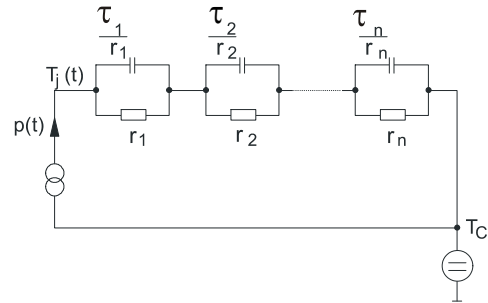 τ1 τ2 τn
r1 r2 rn
Tj (t)
p(t)
r1 r2 rn
TC